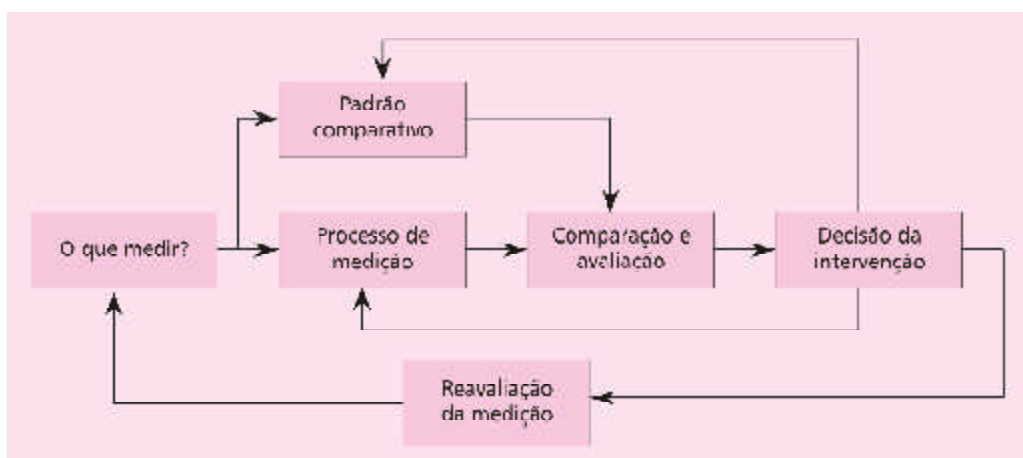 Padrão
comparativo
O que medir?
Processo de
medição
Comparação e
avaliação
Decisão da
intervenção
Reavaliação
da medição